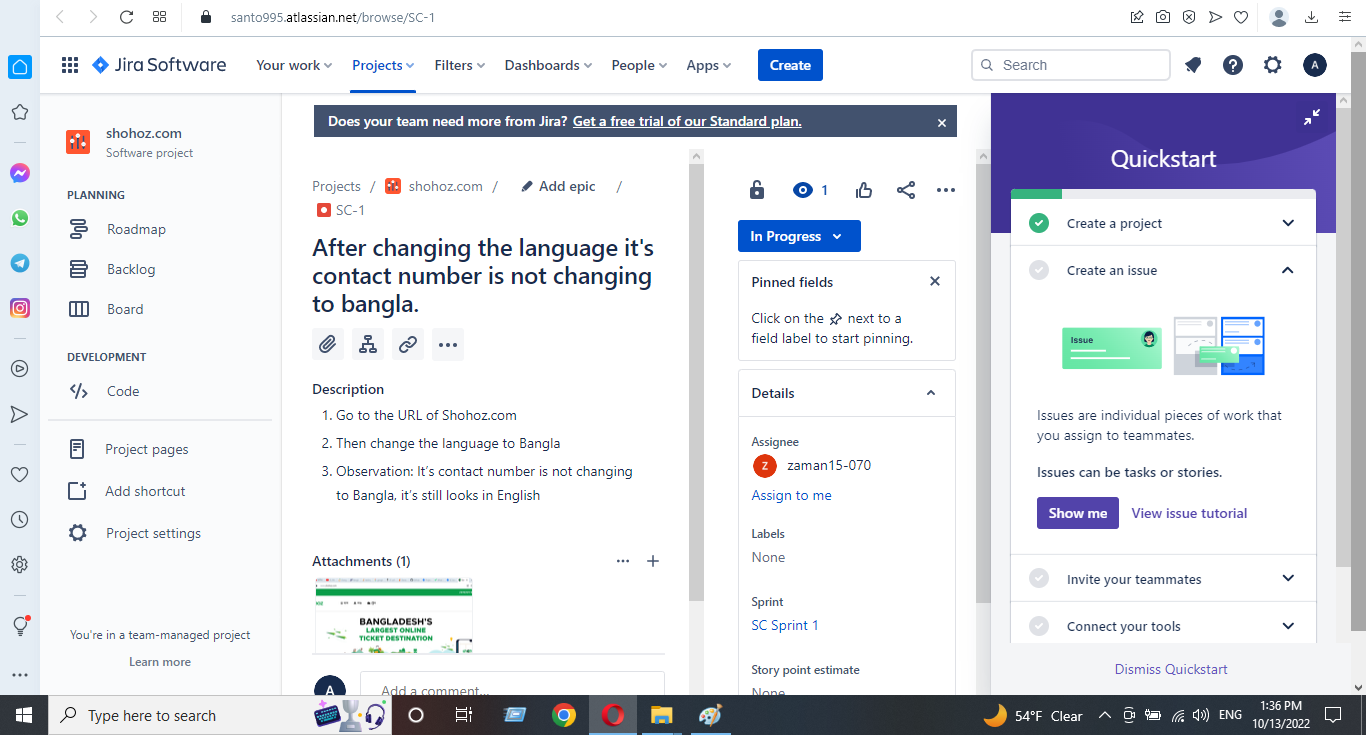 santo995.atlassian.net/browse/SC-1
Jira Software
Your work
Projects
Filters
Dashboards
People
Apps
Create
Search
A
shohoz.com
Software project
PLANNING
Roadmap
Backlog
Board
DEVELOPMENT
Code
Project pages
Add shortcut
Project settings
You're in a team-managed project
Learn more
Does your team need more from Jira? Get a free trial of our Standard plan.
Projects / shohoz.com / Add epic /
SC-1
After changing the language it's
contact number is not changing
to bangla.
Description
1. Go to the URL of Shohoz.com
2. Then change the language to Bangla
3. Observation: It's contact number is not changing
to Bangla, it's still looks in English
Attachments (1)
BANGLADESH'S
LARGEST ONLINE
TICKET DESTINATION
A
Add a comment...
1
In Progress
Pinned fields
Click on the next to a
field label to start pinning.
Details
Assignee
Z zaman15-070
Assign to me
Labels
None
Sprint
SC Sprint 1
Story point estimate
None
Quickstart
Create a project
Create an issue
Issue
Issues are individual pieces of work that
you assign to teammates.
Issues can be tasks or stories.
Show me
View issue tutorial
Invite your teammates
Connect your tools
Dismiss Quickstart
Type here to search
54°F Clear
ENG
1:36 PM
10/13/2022